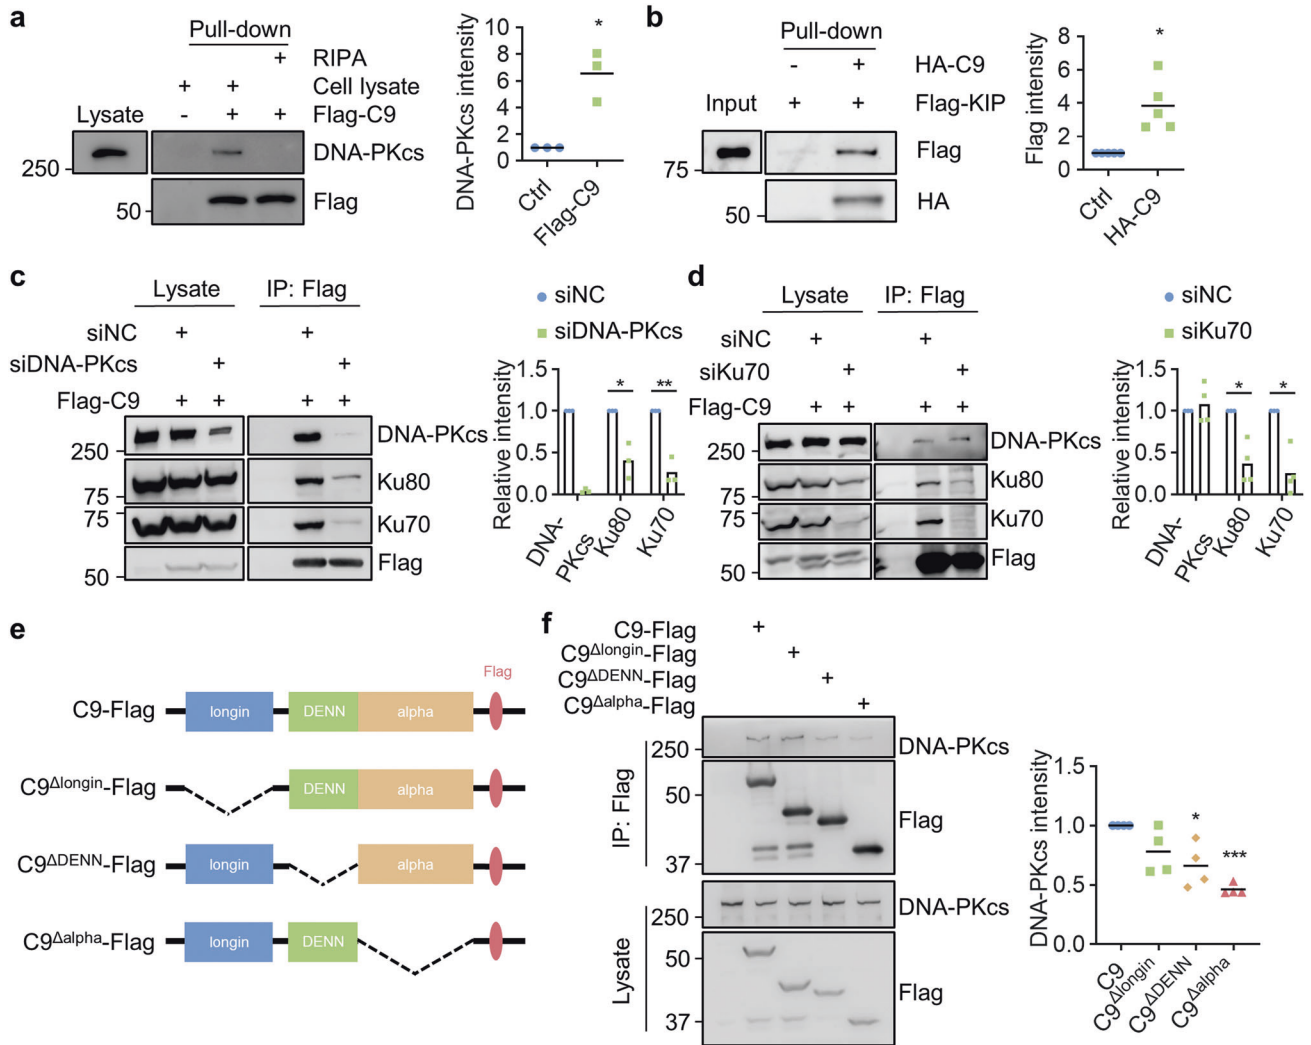 a
Pull-down
RIPA
+
Cell lysate
+ +
Lysate
Flag-C9
- + +
DNA-PKcs
250
Flag
50
DNA-PKcs intensity
10
8
6
4
2
0
*
Ctrl
Flag-C9
b
Pull-down
HA-C9
- +
Input
Flag-KIP
+ +
Flag
75
HA
50
Flag intensity
8
6
4
2
0
*
Ctrl
HA-C9
c
Lysate IP: Flag
siNC + +
siDNA-PKcs + +
Flag-C9 + + + +
250 DNA-PKcs
Ku80
75
75 Ku70
Flag
50
siNC
siDNA-PKcs
Relative intensity
1.5
1.0
0.5
0.0
* **
DNA-
PKcs
Ku80
Ku70
d
Lysate IP: Flag
siNC + +
siKu70 + +
Flag-C9 + + + +
250 DNA-PKcs
Ku80
75
75 Ku70
Flag
50
siNC
siKu70
Relative intensity
1.5
1.0
0.5
0.0
* *
DNA-
PKcs
Ku80
Ku70
e
Flag
C9-Flag longin DENN alpha
C9Δlongin-Flag DENN alpha
C9ΔDENN-Flag longin alpha
C9Δalpha-Flag longin DENN
f
C9-Flag +
C9Δlongin-Flag +
C9ΔDENN-Flag +
C9Δalpha-Flag +
IP: Flag
250 DNA-PKcs
50
Flag
37
Lysate
DNA-PKcs
250
50
Flag
37
DNA-PKcs intensity
1.5
1.0
0.5
0.0
*
***
C9
C9Δlongin
C9ΔDENN
C9Δalpha